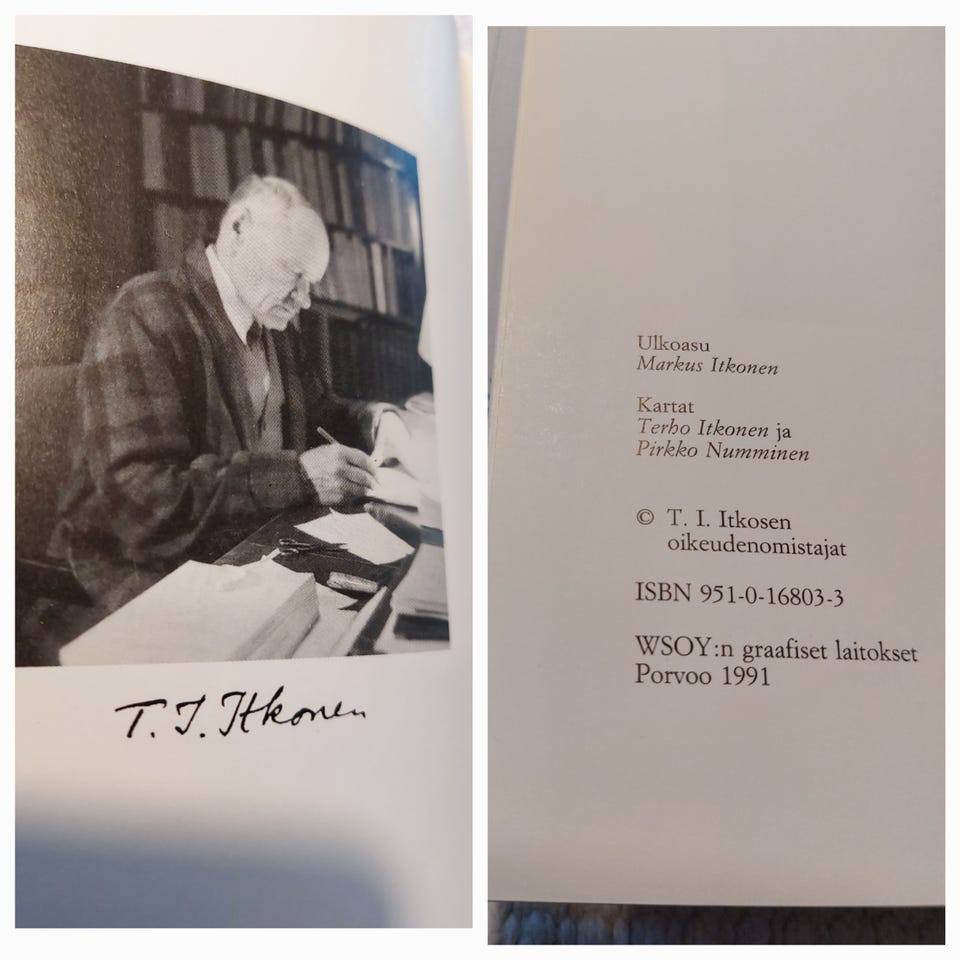 T. I. Itkonen
Ulkoasu
Markus Itkonen
Kartat
Terho Itkonen ja
Pirkko Numminen
© T. I. Itkosen
oikeudenomistajat
ISBN 951-0-16803-3
WSOY:n graafiset laitokset
Porvoo 1991